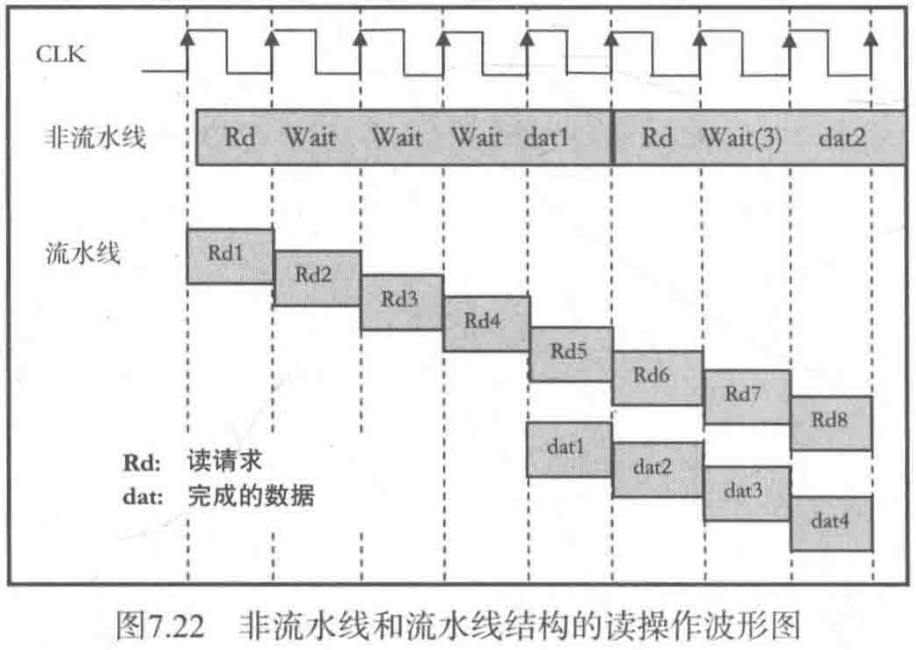 CLK
非流水线 Rd Wait Wait Wait dat1 Rd Wait(3) dat2
流水线
Rd1
Rd2
Rd3
Rd4
Rd5
Rd6
Rd7
Rd8
dat1
dat2
dat3
dat4
Rd: 读请求
dat: 完成的数据
图7.22 非流水线和流水线结构的读操作波形图